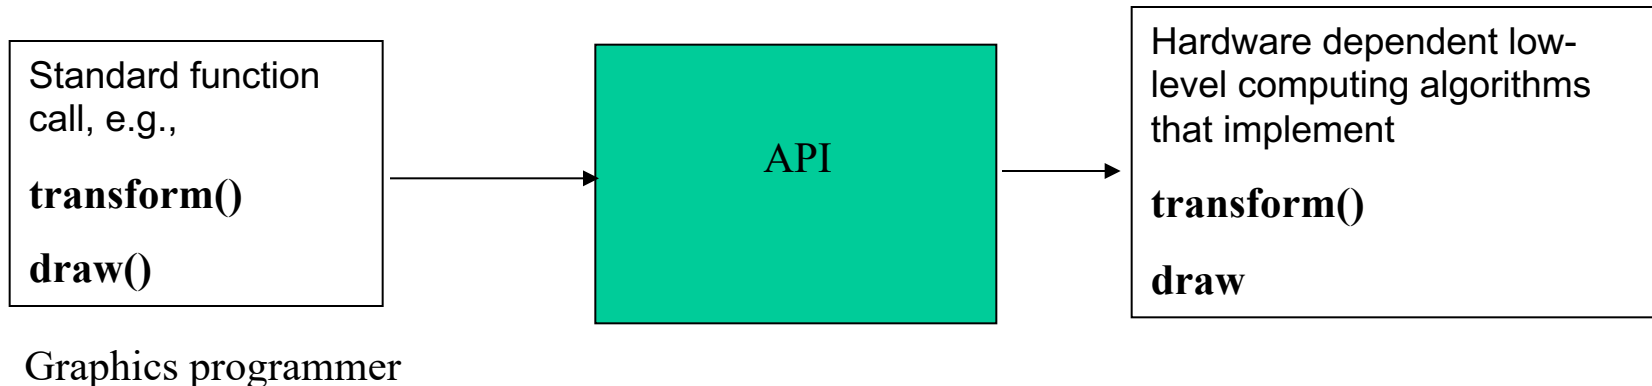 Standard function
call, e.g.,
transform()
draw()
Graphics programmer
API
Hardware dependent low-
level computing algorithms
that implement
transform()
draw